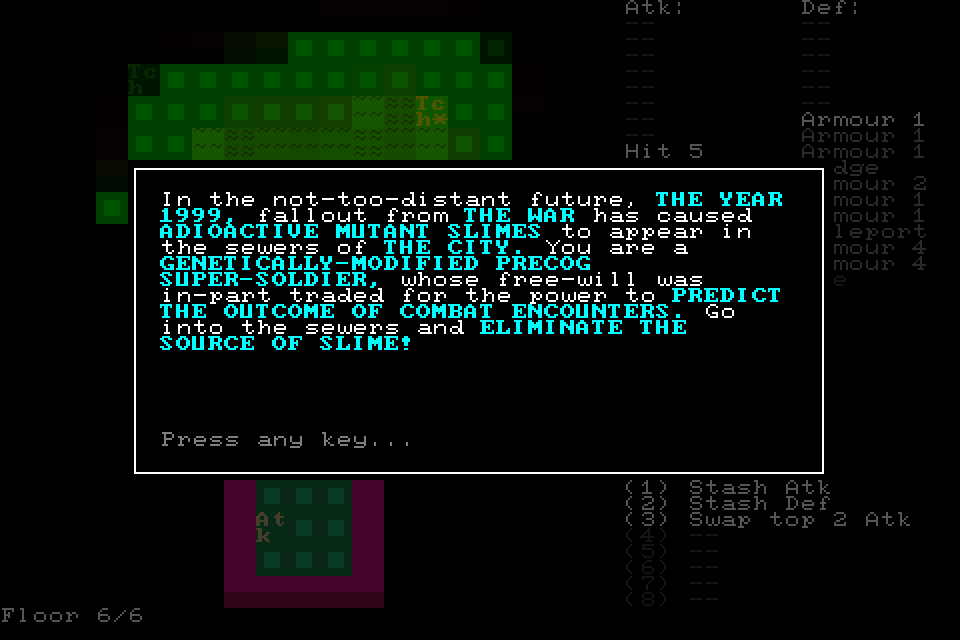 Atk: Def:
-- --
-- --
-- --
-- --
-- --
-- --
-- Armour 1
-- Armour 1
Hit 5 Armour 1
Tc
h
Tc
h*
dge
mour 2
mour 1
mour 1
leport
mour 4
mour 4
e
In the not-too-distant future, THE YEAR
1999, fallout from THE WAR has caused
ADIOACTIVE MUTANT SLIMES to appear in
the sewers of THE CITY. You are a
GENETICALLY-MODIFIED PRECOG
SUPER-SOLDIER, whose free-will was
in-part traded for the power to PREDICT
THE OUTCOME OF COMBAT ENCOUNTERS. Go
into the sewers and ELIMINATE THE
SOURCE OF SLIME!
Press any key...
At
k
(1) Stash Atk
(2) Stash Def
(3) Swap top 2 Atk
(4) --
(5) --
(6) --
(7) --
(8) --
Floor 6/6